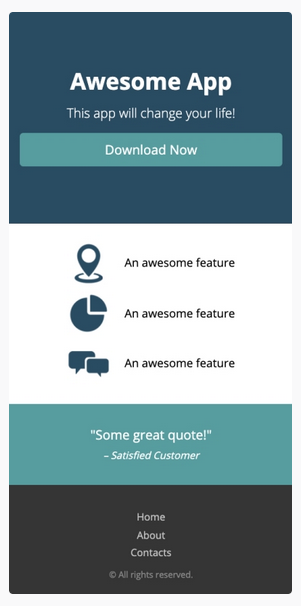 Awesome App
This app will change your life!
Download Now
An awesome feature
An awesome feature
An awesome feature
"Some great quote!"
– Satisfied Customer
Home
About
Contacts
© All rights reserved.